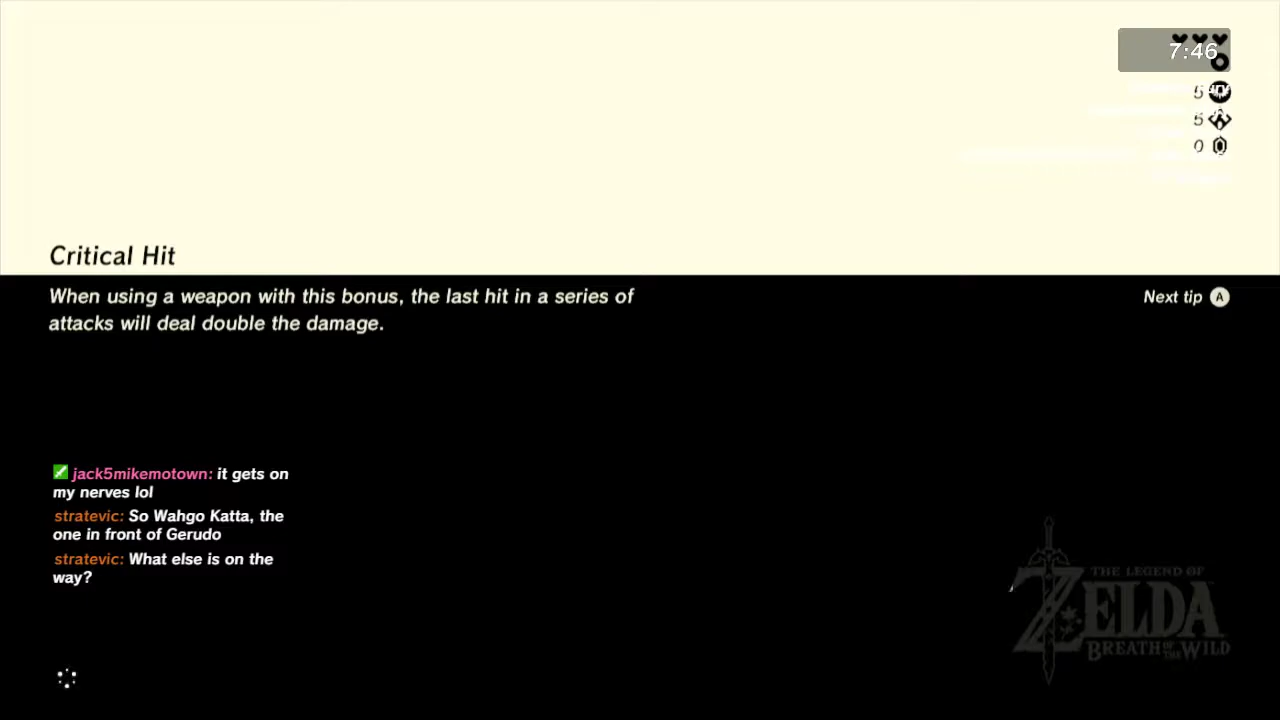 7:46
5
5
0
Critical Hit
When using a weapon with this bonus, the last hit in a series of
attacks will deal double the damage.
Next tip A
jack5mikemotown: it gets on
my nerves lol
stratevic: So Wahgo Katta, the
one in front of Gerudo
stratevic: What else is on the
way?
THE LEGEND OF
ZELDA
BREATH OF THE WILD